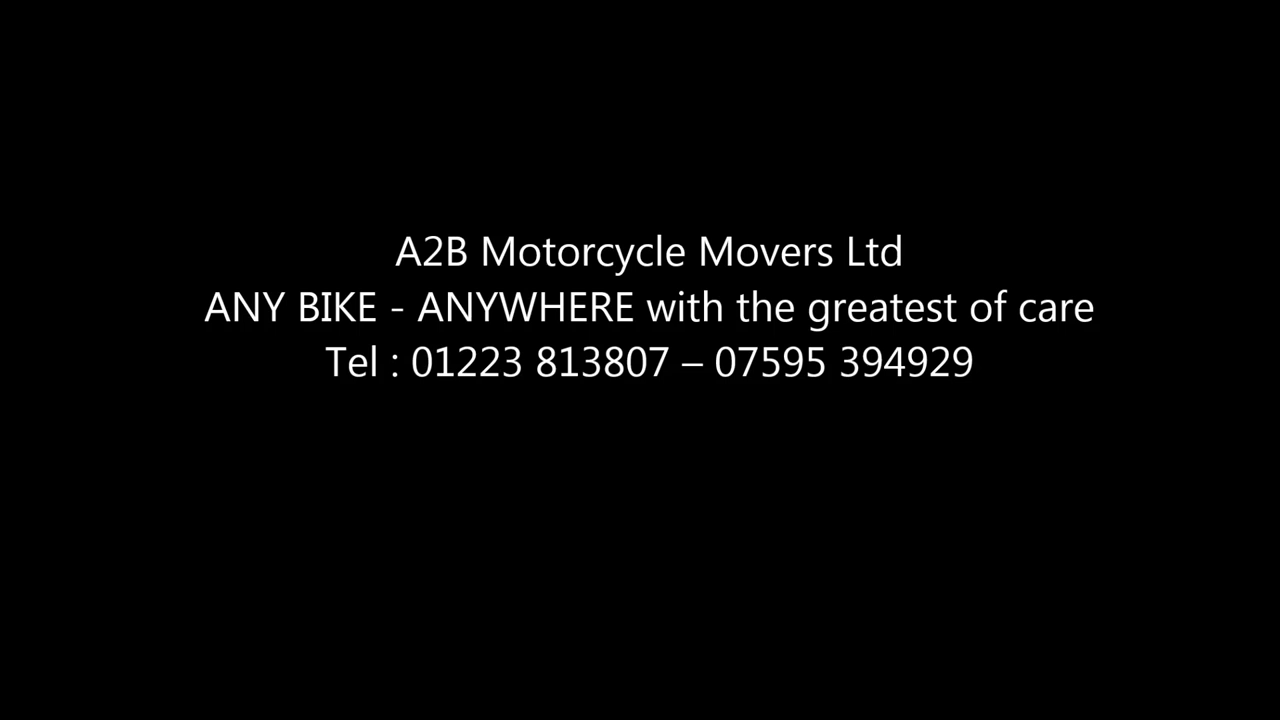 A2B Motorcycle Movers Ltd
ANY BIKE - ANYWHERE with the greatest of care
Tel : 01223 813807 – 07595 394929